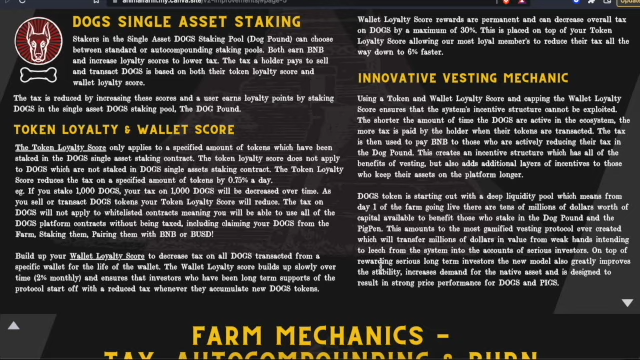 animalfarm.my.canva.site/v2-improvements#page-3
DOGS SINGLE ASSET STAKING
Stakers in the Single Asset DOGS Staking Pool (Dog Pound) can choose
between standard or autocompounding staking pools. Both earn BNB
and increase loyalty scores to lower tax. The tax a holder pays to sell
and transact DOGS is based on both their token loyalty score and
wallet loyalty score.
The tax is reduced by increasing these scores and a user earns loyalty points by staking
DOGS in the single asset DOGS staking pool, The DOG Pound.
TOKEN LOYALTY & WALLET SCORE
The Token Loyalty Score only applies to a specified amount of tokens which have been
staked in the DOGS single asset staking contract. The token loyalty score does not apply
to DOGS which are not staked in DOGS single assets staking contract. The Token Loyalty
Score reduces the tax on a specified amount of tokens by 0.75% a day.
eg. If you stake 1,000 DOGS, your tax on 1,000 DOGS will be decreased over time. As
you sell or transact DOGS tokens your Token Loyalty Score will reduce. The tax on
DOGS will not apply to whitelisted contracts meaning you will be able to use all of the
DOGS platform contracts without being taxed, including claiming your DOGS from the
Farm, Staking them, Pairing them with BNB or BUSD!
Build up your Wallet Loyalty Score to decrease tax on all DOGS transacted from a
specific wallet for the life of the wallet. The Wallet Loyalty score builds up slowly over
time (2% monthly) and ensures that investors who have been long term supports of the
protocol start off with a reduced tax whenever they accumulate new DOGS tokens.
Wallet Loyalty Score rewards are permanent and can decrease overall tax
on DOGS by a maximum of 30%. This is placed on top of your Token
Loyalty Score allowing our most loyal member's to reduce their tax all the
way down to 6% faster.
INNOVATIVE VESTING MECHANIC
Using a Token and Wallet Loyalty Score and capping the Wallet Loyalty
Score ensures that the system's incentive structure cannot be exploited.
The shorter the amount of time the DOGS are active in the ecosystem, the
more tax is paid by the holder when their tokens are transacted. The tax
is then used to pay BNB to those who are actively reducing their tax in
the Dog Pound. This creates an incentive structure which has all of the
benefits of vesting, but also adds additional layers of incentives to those
who keep their assets on the platform longer.
DOGS token is starting out with a deep liquidity pool which means from
day 1 of the farm going live there are tens of millions of dollars worth of
capital available to benefit those who stake in the Dog Pound and the
PigPen. This amounts to the most gamified vesting protocol ever created
which will transfer millions of dollars in value from weak hands intending
to leech from the system into the accounts of serious investors. On top of
rewarding serious long term investors the new model also greatly improves
the stability, increases demand for the native asset and is designed to
result in strong price performance for DOGS and PIGS.
FARM MECHANICS -
TAX, AUTOCOMPOUNDING & BURN